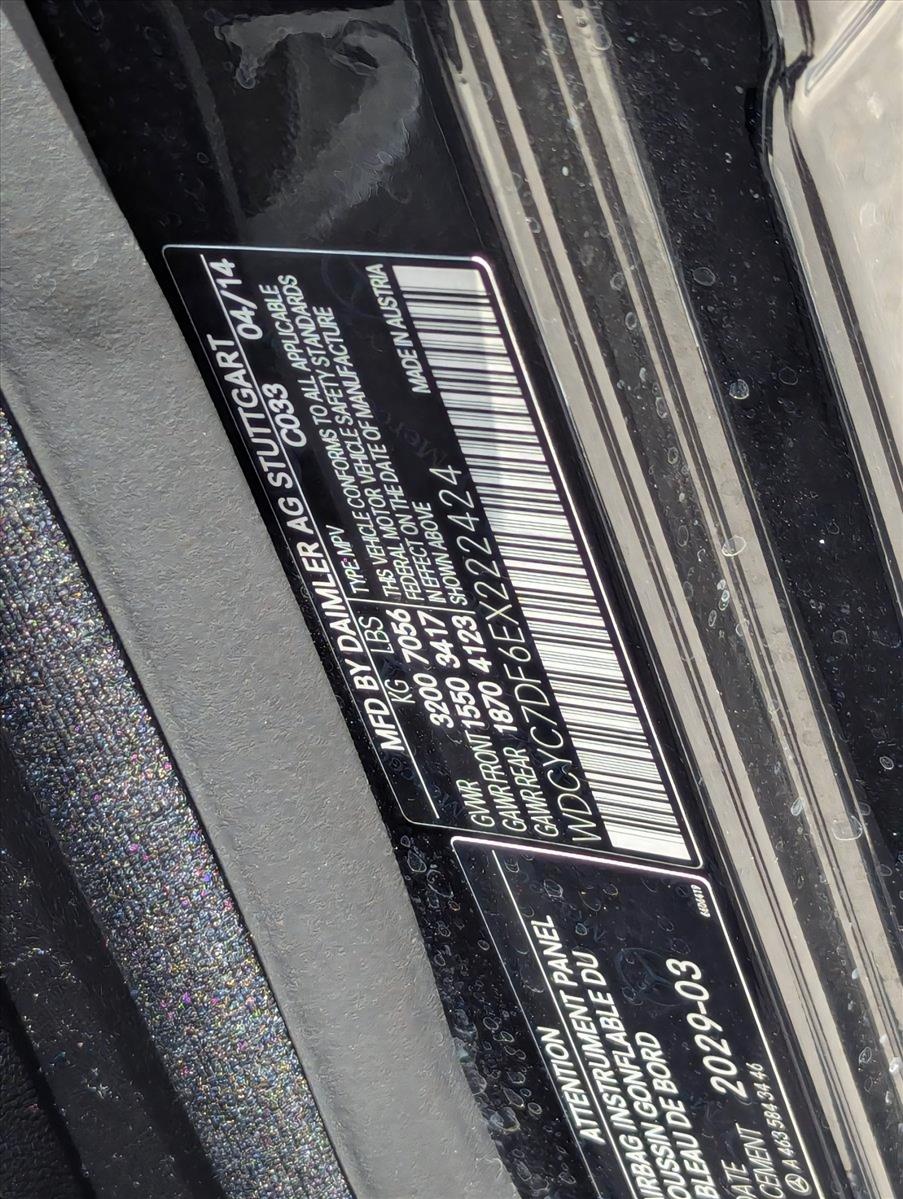 MFD BY DAIMLER AG STUTTGART
C033 04/14
KG LBS
GVWR 3200 7056
GAWR FRONT 1550 3417
GAWR REAR 1870 4123
TYPE: MPV
THIS VEHICLE CONFORMS TO ALL APPLICABLE
FEDERAL MOTOR VEHICLE SAFETY STANDARDS
IN EFFECT ON THE DATE OF MANUFACTURE
SHOWN ABOVE
MADE IN AUSTRIA
WDCYC7DF6EX222424
ATTENTION
INSTRUMENT PANEL
GONFLABLE DU
DE BORD
2029-03
A 463 584 34 46